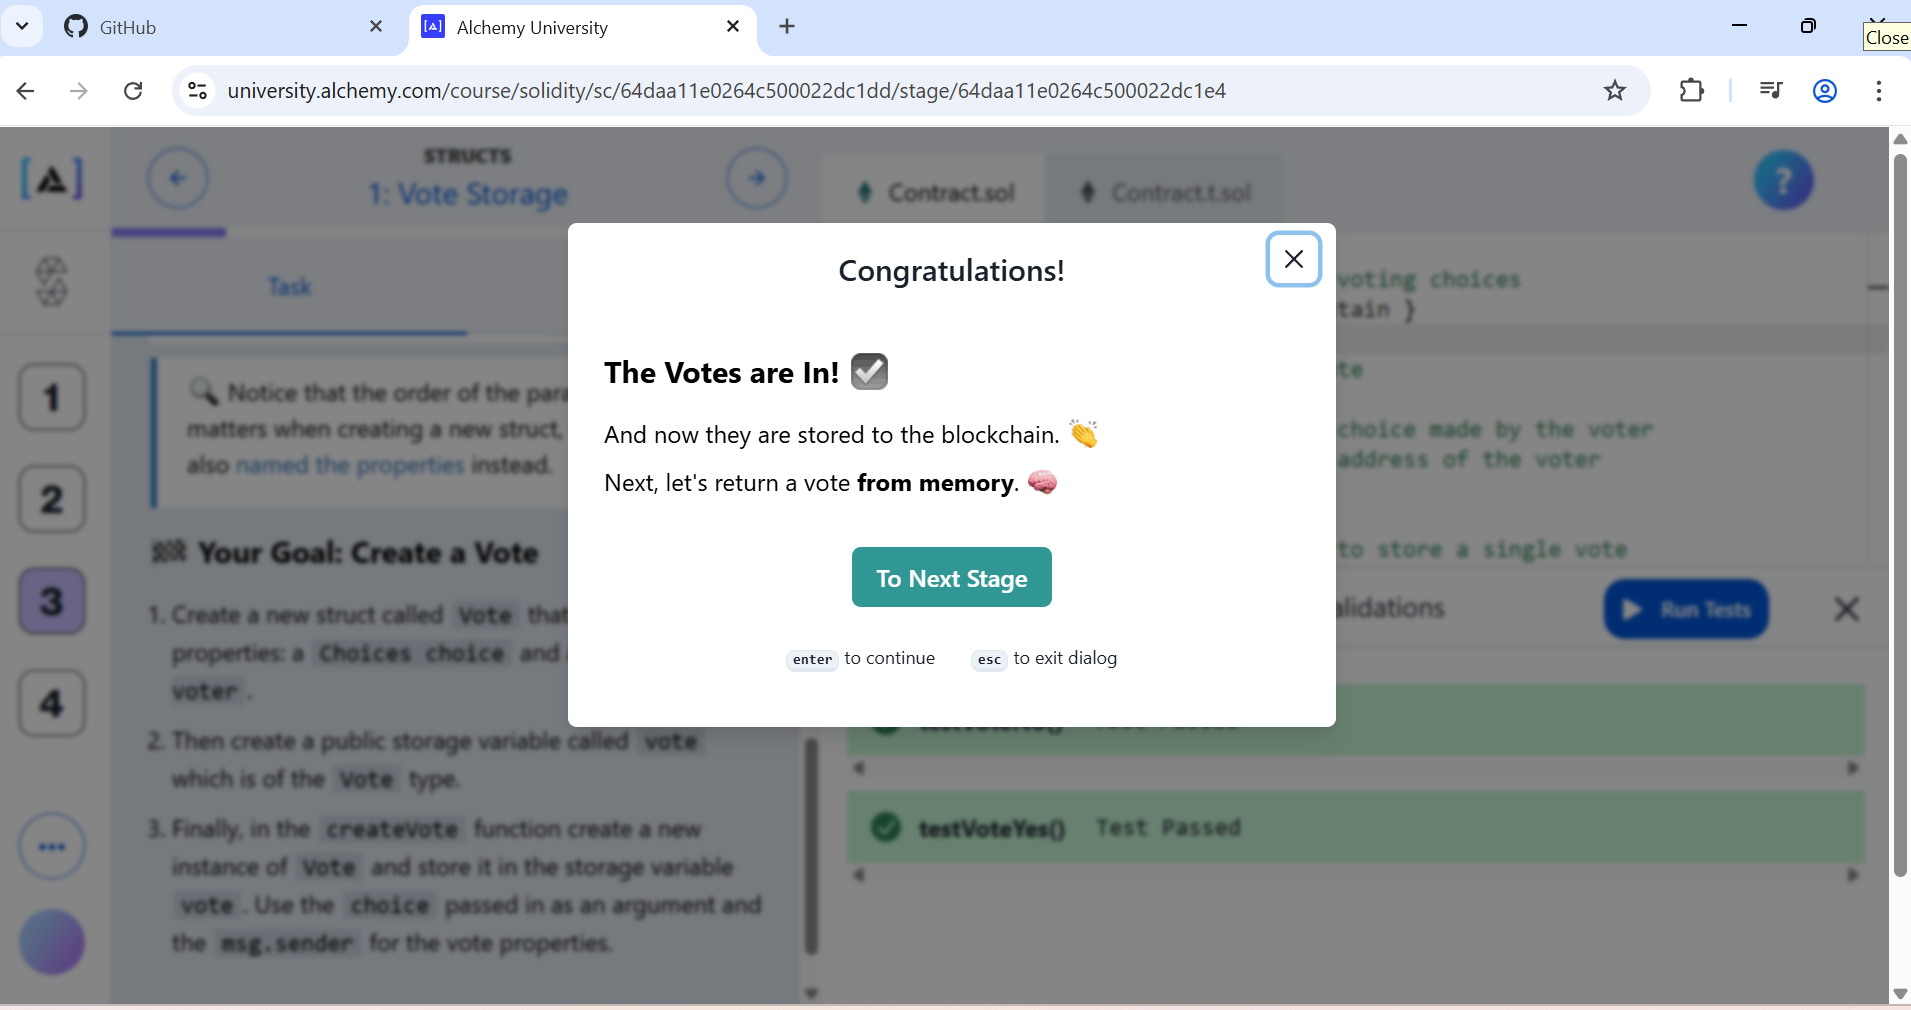 GitHub
Alchemy University
Close
university.alchemy.com/course/solidity/sc/64daa11e0264c500022dc1dd/stage/64daa11e0264c500022dc1e4
STRUCTS
1: Vote Storage
Contract.sol
Contract.t.sol
?
Task
1
2
3
4
🔍 Notice that the order of the
matters when creating a new struct,
also named the properties instead.
🏁 Your Goal: Create a Vote
1. Create a new struct called Vote that
properties: a Choices choice and
voter.
2. Then create a public storage variable called vote
which is of the Vote type.
3. Finally, in the createVote function create a new
instance of Vote and store it in the storage variable
vote. Use the choice passed in as an argument and
the msg.sender for the vote properties.
Congratulations!
The Votes are In! ☑️
And now they are stored to the blockchain. 👏
Next, let's return a vote from memory. 🧠
To Next Stage
enter to continue esc to exit dialog
voting choices
tain }
te
choice made by the voter
address of the voter
to store a single vote
alidations
Run Tests
testVoteNo() Test Passed
testVoteYes() Test Passed